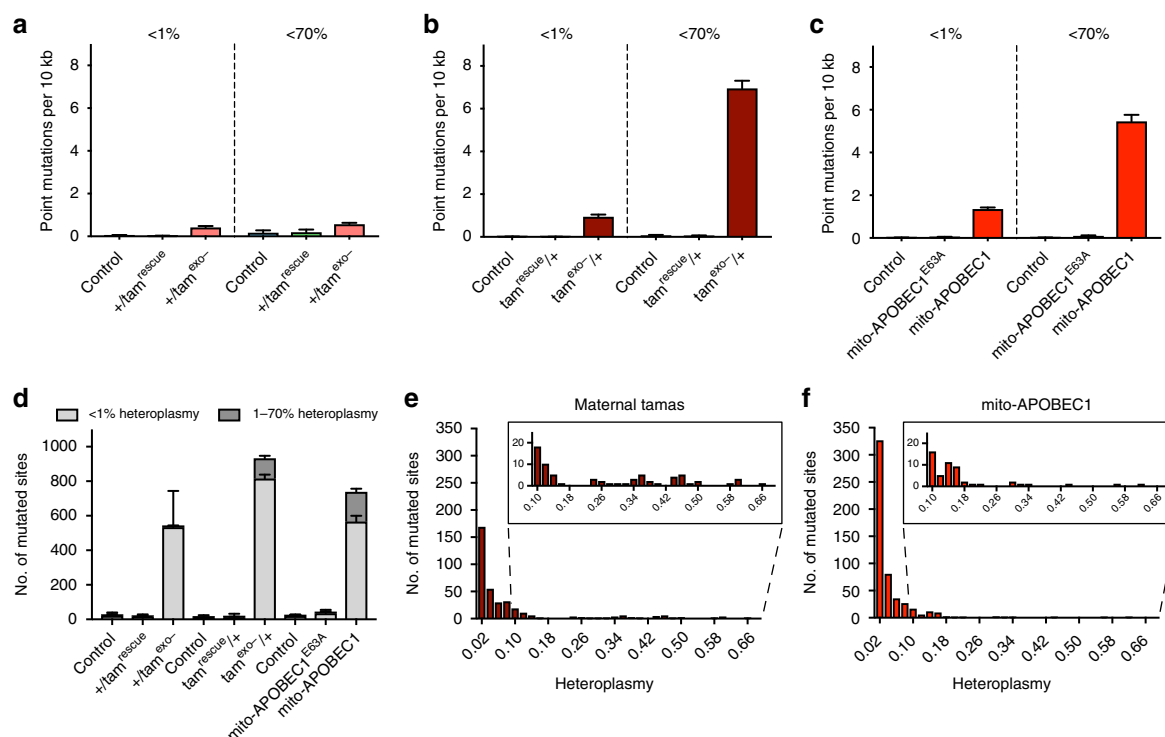 a
<1%
<70%
Point mutations per 10 kb
8
6
4
2
0
Control
+/tam^rescue
+/tam^exo–
Control
+/tam^rescue
+/tam^exo–
b
<1%
<70%
Point mutations per 10 kb
8
6
4
2
0
Control
tam^rescue/+
tam^exo–/+
Control
tam^rescue/+
tam^exo–/+
c
<1%
<70%
Point mutations per 10 kb
8
6
4
2
0
Control
mito-APOBEC1^E63A
mito-APOBEC1
Control
mito-APOBEC1^E63A
mito-APOBEC1
d
<1% heteroplasmy
1–70% heteroplasmy
No. of mutated sites
1000
800
600
400
200
0
Control
+/tam^rescue
+/tam^exo–
Control
tam^rescue/+
tam^exo–/+
Control
mito-APOBEC1^E63A
mito-APOBEC1
e
Maternal tamas
No. of mutated sites
350
300
250
200
150
100
50
0
20
10
0
0.10
0.18
0.26
0.34
0.42
0.50
0.58
0.66
0.02
0.10
0.18
0.26
0.34
0.42
0.50
0.58
0.66
Heteroplasmy
f
mito-APOBEC1
No. of mutated sites
350
300
250
200
150
100
50
0
20
10
0
0.10
0.18
0.26
0.34
0.42
0.50
0.58
0.66
0.02
0.10
0.18
0.26
0.34
0.42
0.50
0.58
0.66
Heteroplasmy